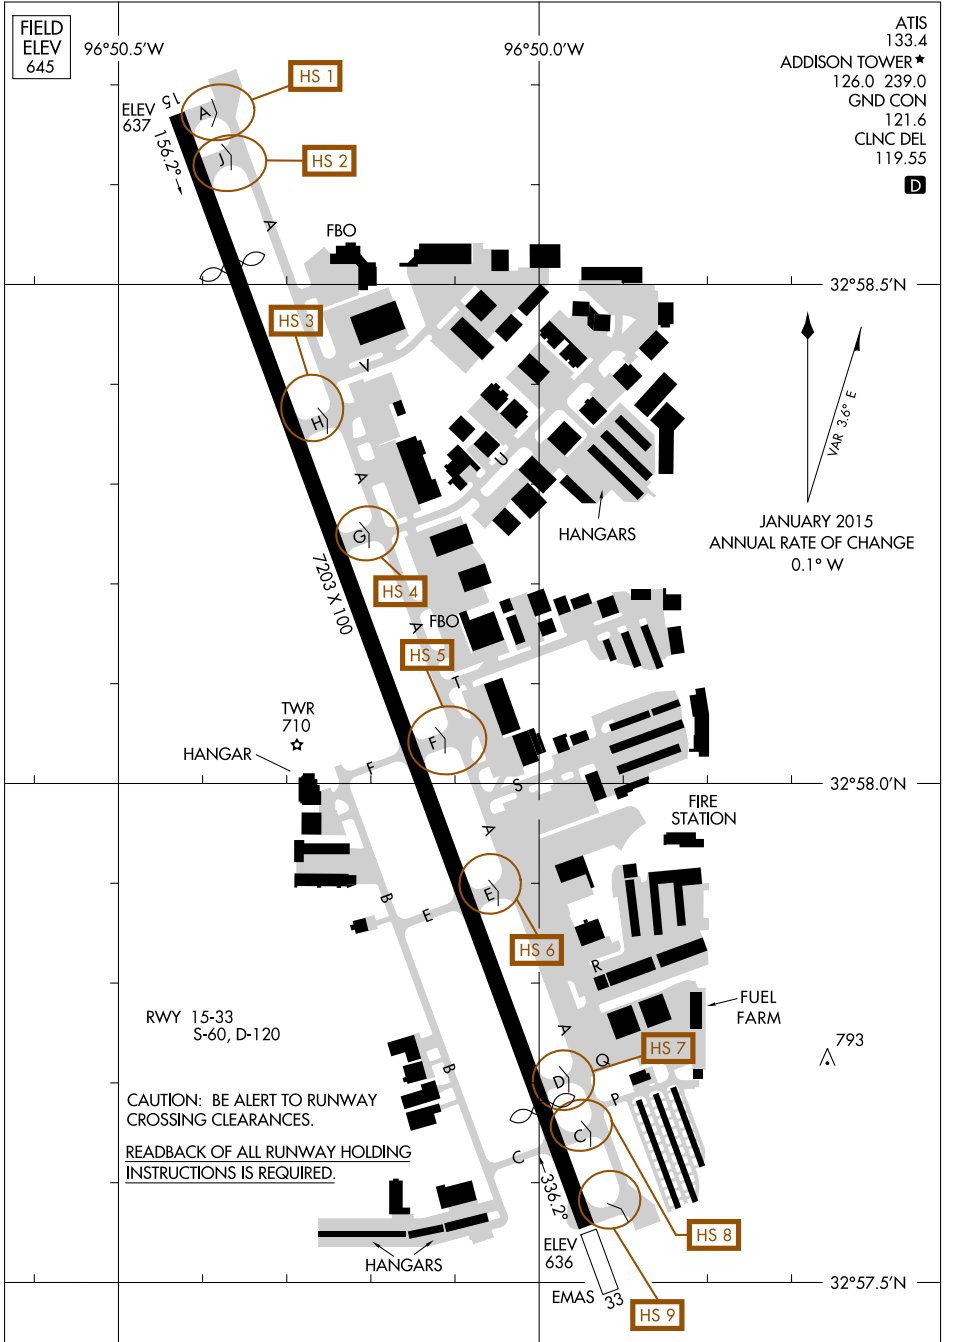 FIELD
ELEV
645
96°50.5'W
96°50.0'W
ATIS
133.4
ADDISON TOWER★
126.0 239.0
GND CON
121.6
CLNC DEL
119.55
D
HS 1
ELEV
637
15
A
156.2°
J
HS 2
A
FBO
32°58.5'N
HS 3
V
VAR 3.6° E
H
A
U
G
HANGARS
JANUARY 2015
ANNUAL RATE OF CHANGE
0.1° W
7203 X 100
HS 4
A
FBO
HS 5
T
TWR
710
F
HANGAR
F
S
32°58.0'N
FIRE
STATION
A
E
B
E
HS 6
R
RWY 15-33
S-60, D-120
FUEL
FARM
A
793
HS 7
Q
B
D
P
CAUTION: BE ALERT TO RUNWAY
CROSSING CLEARANCES.
READBACK OF ALL RUNWAY HOLDING
INSTRUCTIONS IS REQUIRED.
C
C
336.2°
HS 8
ELEV
636
HANGARS
32°57.5'N
EMAS
33
HS 9